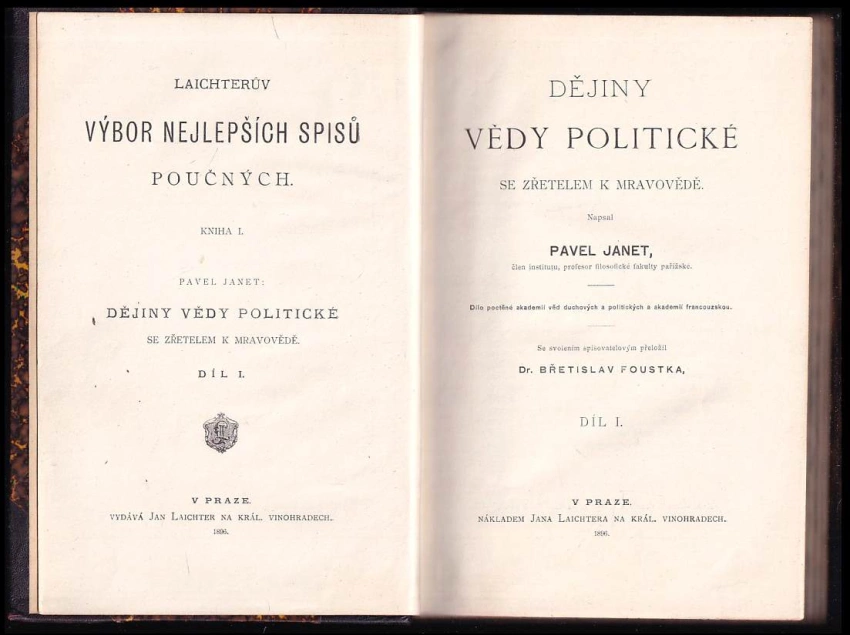 LAICHTERŮV
VÝBOR NEJLEPŠÍCH SPISŮ
POUČNÝCH.
KNIHA I.
PAVEL JANET:
DĚJINY VĚDY POLITICKÉ
SE ZŘETELEM K MRAVOVĚDĚ.
DÍL I.
V PRAZE.
VYDÁVÁ JAN LAICHTER NA KRÁL. VINOHRADECH.
1896.
DĚJINY
VĚDY POLITICKÉ
SE ZŘETELEM K MRAVOVĚDĚ.
Napsal
PAVEL JANET,
člen institutu, profesor filosofické fakulty pařížské.
Dílo poctěné akademií věd duchových a politických a akademií francouzskou.
Se svolením spisovatelovým přeložil
Dr. BŘETISLAV FOUSTKA,
DÍL I.
V PRAZE.
NÁKLADEM JANA LAICHTERA NA KRÁL. VINOHRADECH.
1896.